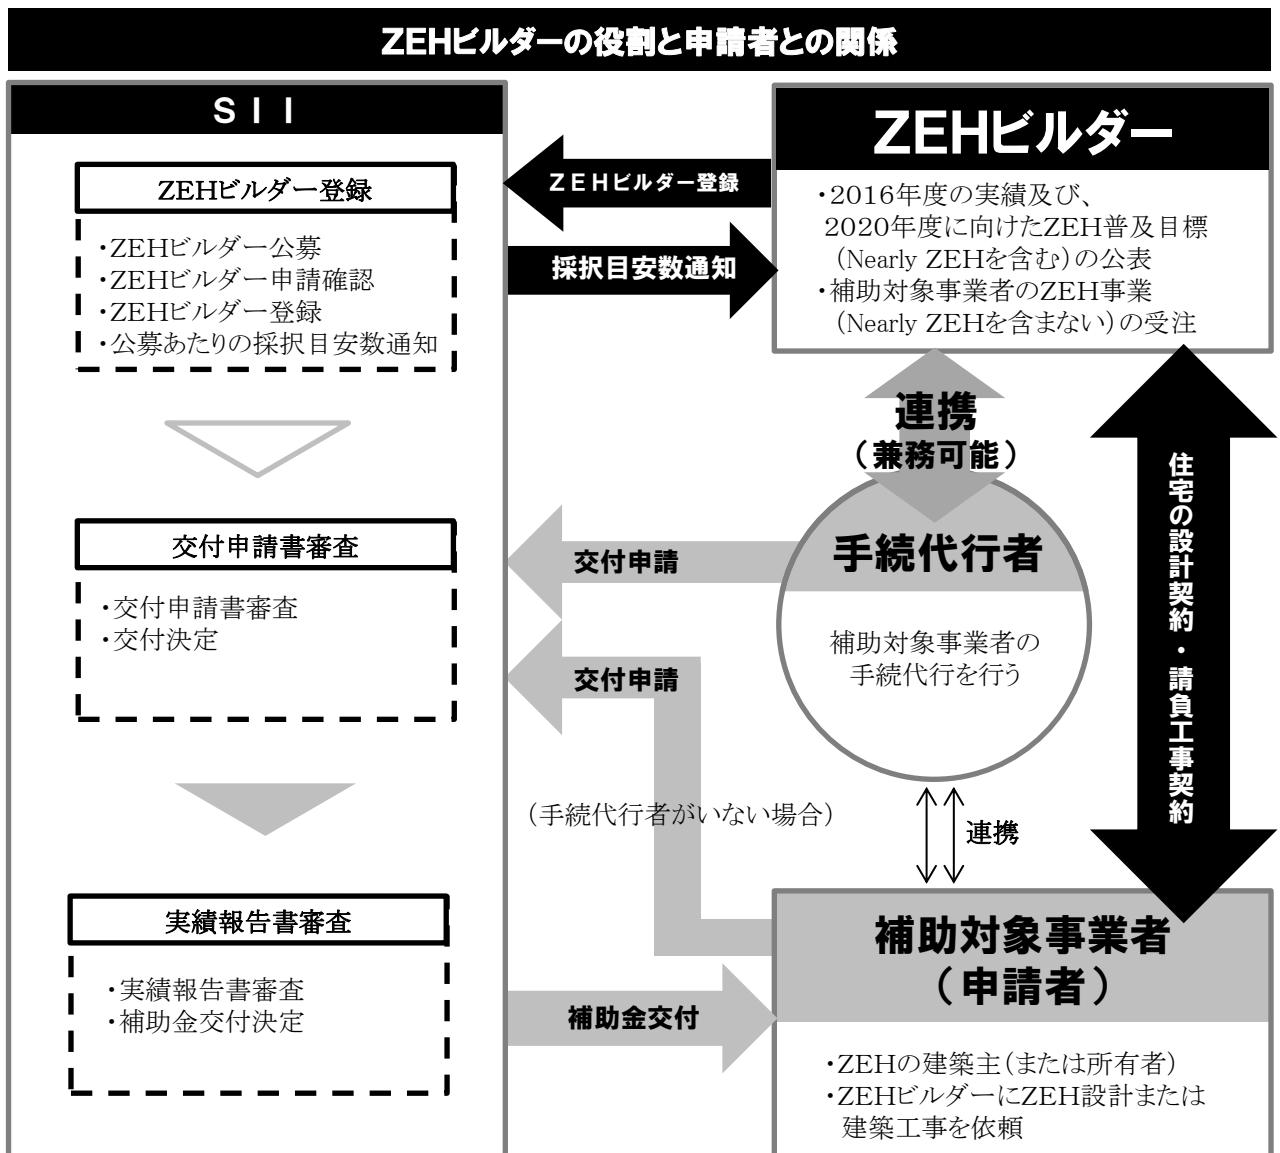 ZEHビルダーの役割と申請者との関係
ＳＩＩ
ZEHビルダー登録
・ZEHビルダー公募
・ZEHビルダー申請確認
・ZEHビルダー登録
・公募あたりの採択目安数通知
交付申請書審査
・交付申請書審査
・交付決定
実績報告書審査
・実績報告書審査
・補助金交付決定
ＺＥＨビルダー登録
採択目安数通知
交付申請
交付申請
（手続代行者がいない場合）
補助金交付
ZEHビルダー
・2016年度の実績及び、
2020年度に向けたZEH普及目標
（Nearly ZEHを含む）の公表
・補助対象事業者のZEH事業
（Nearly ZEHを含まない）の受注
連携
（兼務可能）
手続代行者
補助対象事業者の
手続代行を行う
連携
住宅の設計契約・請負工事契約
補助対象事業者
（申請者）
・ZEHの建築主（または所有者）
・ZEHビルダーにZEH設計または
建築工事を依頼